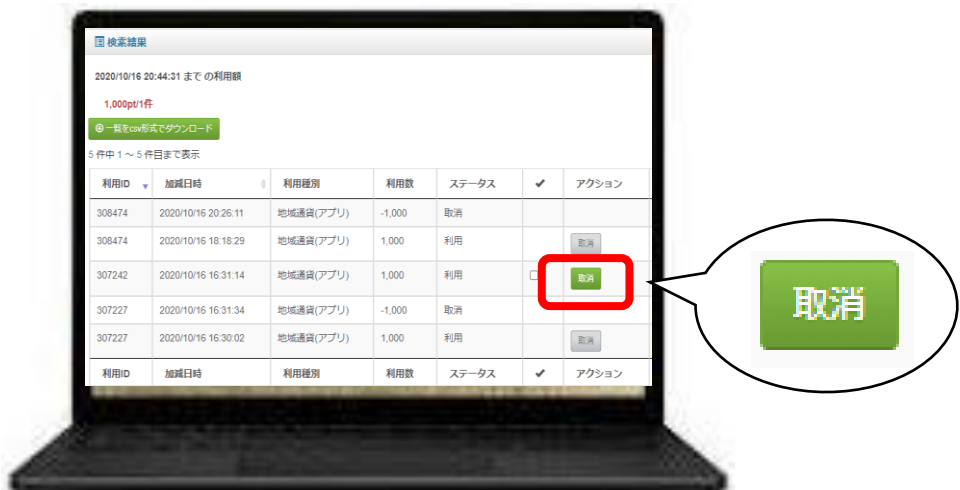 検索結果
2020/10/16 20:44:31 まで の利用額
1,000pt/1件
一覧をcsv形式でダウンロード
5 件中 1 ～ 5 件目まで表示
利用ID 加減日時 利用種別 利用数 ステータス ✔ アクション
308474 2020/10/16 20:26:11 地域通貨(アプリ) -1,000 取消
308474 2020/10/16 18:18:29 地域通貨(アプリ) 1,000 利用 取消
307242 2020/10/16 16:31:14 地域通貨(アプリ) 1,000 利用 取消
307227 2020/10/16 16:31:34 地域通貨(アプリ) -1,000 取消
307227 2020/10/16 16:30:02 地域通貨(アプリ) 1,000 利用 取消
利用ID 加減日時 利用種別 利用数 ステータス ✔ アクション
取消